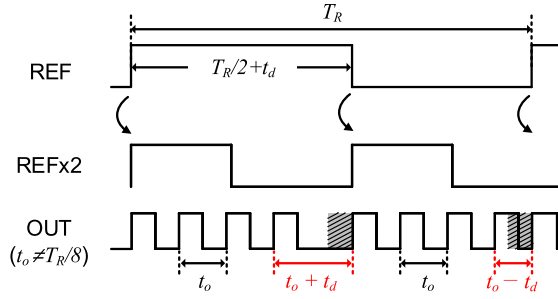 T_R
REF
T_R/2+t_d
REFx2
OUT
(t_o≠T_R/8)
t_o
t_o + t_d
t_o
t_o − t_d